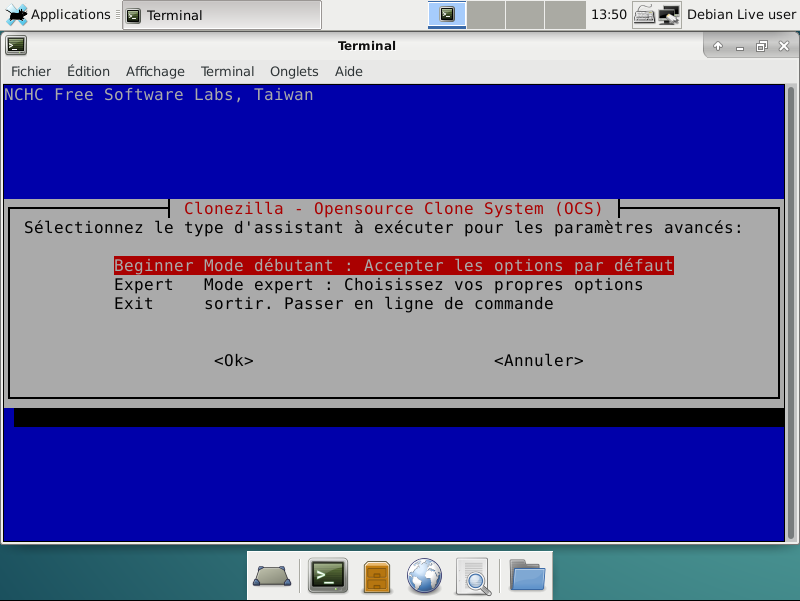 Applications
Terminal
13:50
Debian Live user
Terminal
Fichier Édition Affichage Terminal Onglets Aide
NCHC Free Software Labs, Taiwan
Clonezilla - Opensource Clone System (OCS)
Sélectionnez le type d'assistant à exécuter pour les paramètres avancés:
Beginner Mode débutant : Accepter les options par défaut
Expert Mode expert : Choisissez vos propres options
Exit sortir. Passer en ligne de commande
<Ok> <Annuler>